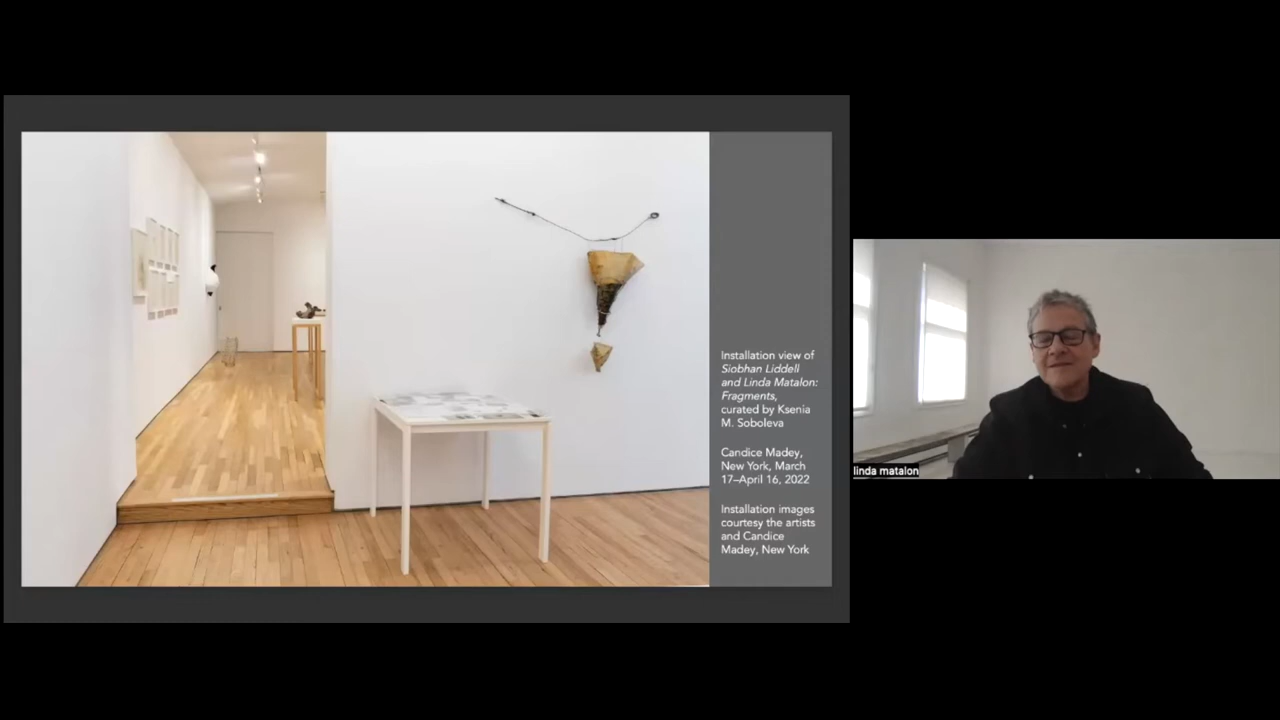 Installation view of
Siobhan Liddell
and Linda Matalon:
Fragments,
curated by Ksenia
M. Soboleva
Candice Madey,
New York, March
17–April 16, 2022
Installation images
courtesy the artists
and Candice
Madey, New York
linda matalon